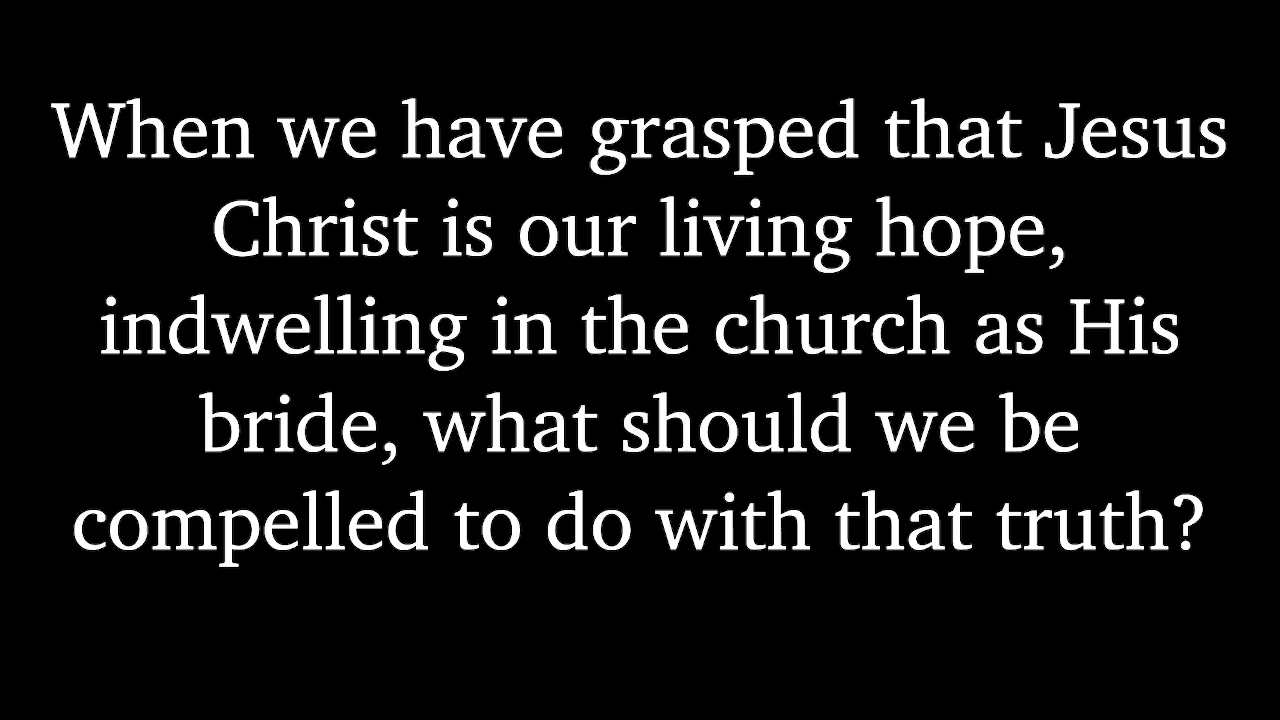 When we have grasped that Jesus
Christ is our living hope,
indwelling in the church as His
bride, what should we be
compelled to do with that truth?